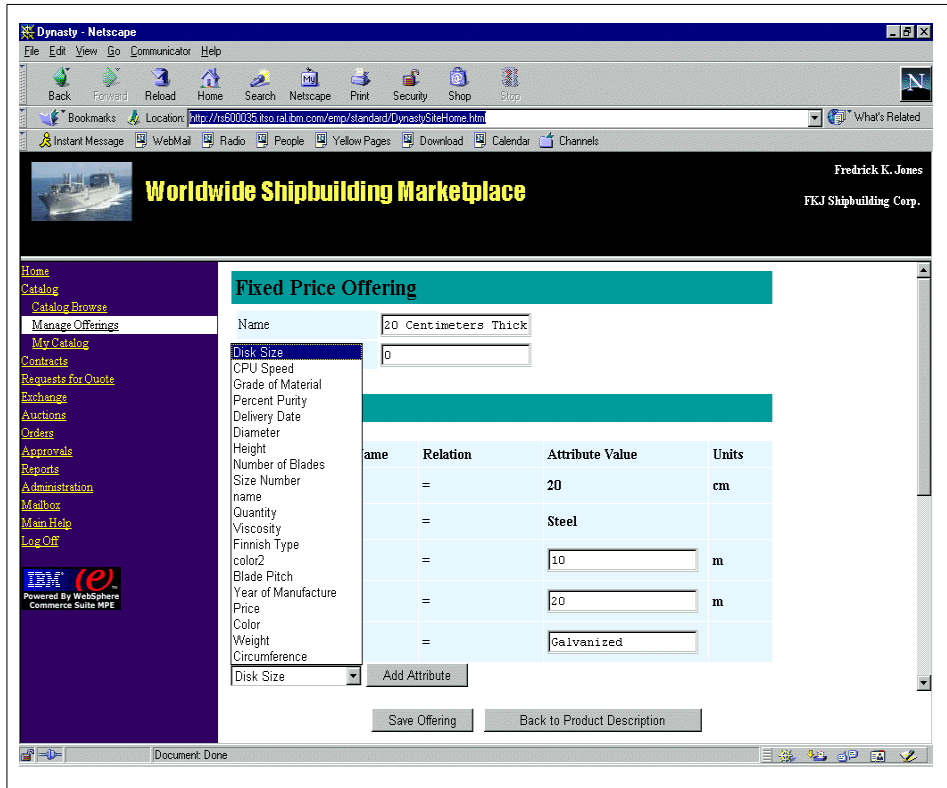 Dynasty - Netscape
File Edit View Go Communicator Help
Back Forward Reload Home Search Netscape Print Security Shop Stop
My
N
Bookmarks Location: http://rs600035.itso.ral.ibm.com/emp/standard/DynastySiteHome.htm What's Related
Instant Message WebMail Radio People Yellow Pages Download Calendar Channels
Worldwide Shipbuilding Marketplace
Fredrick K. Jones
FKJ Shipbuilding Corp.
Home
Catalog
Catalog Browse
Manage Offerings
My Catalog
Contracts
Requests for Quote
Exchange
Auctions
Orders
Approvals
Reports
Administration
Mailbox
Main Help
Log Off
IBM e
Powered By WebSphere
Commerce Suite MPE
Fixed Price Offering
Name 20 Centimeters Thick
0
Disk Size
CPU Speed
Grade of Material
Percent Purity
Delivery Date
Diameter
Height
Number of Blades
Size Number
name
Quantity
Viscosity
Finnish Type
color2
Blade Pitch
Year of Manufacture
Price
Color
Weight
Circumference
ame Relation Attribute Value Units
= 20 cm
= Steel
= 10 m
= 20 m
= Galvanized
Disk Size Add Attribute
Save Offering Back to Product Description
Document: Done